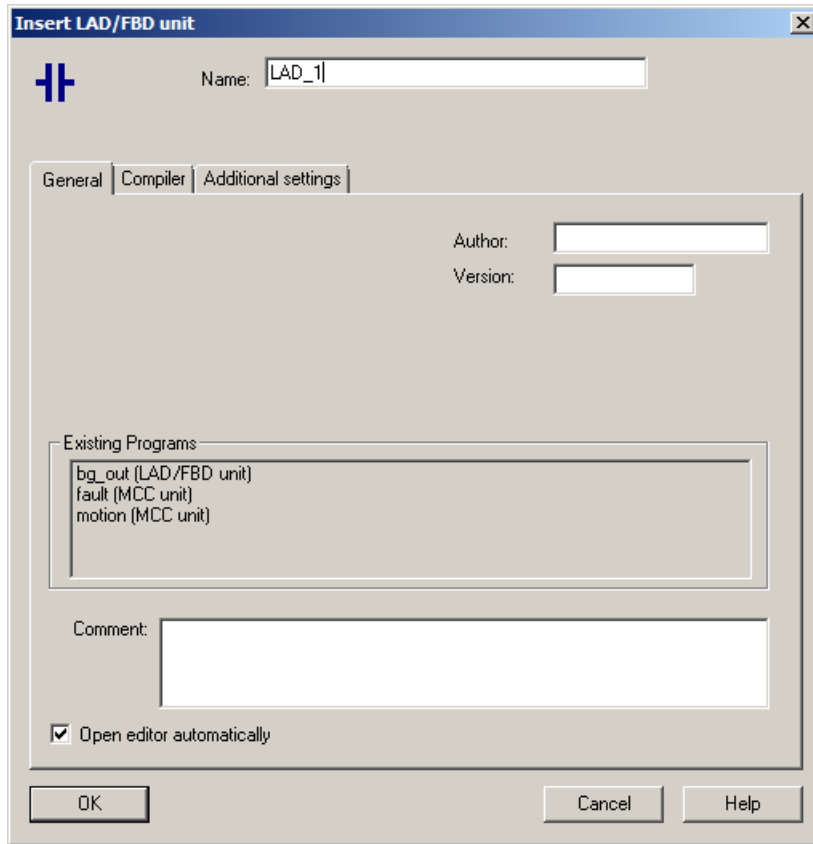 Insert LAD/FBD unit
Name: LAD_1
General Compiler Additional settings
Author:
Version:
Existing Programs
bg_out (LAD/FBD unit)
fault (MCC unit)
motion (MCC unit)
Comment:
Open editor automatically
OK Cancel Help